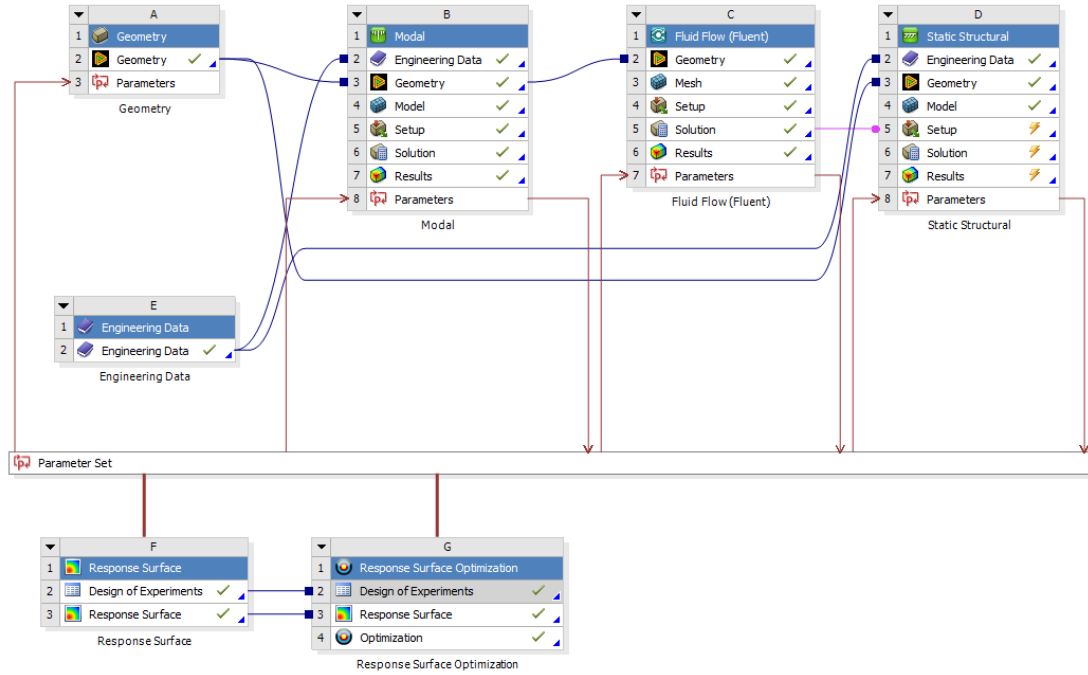 A
1 Geometry
2 Geometry
3 Parameters
Geometry
B
1 Modal
2 Engineering Data
3 Geometry
4 Model
5 Setup
6 Solution
7 Results
8 Parameters
Modal
C
1 Fluid Flow (Fluent)
2 Geometry
3 Mesh
4 Setup
5 Solution
6 Results
7 Parameters
Fluid Flow (Fluent)
D
1 Static Structural
2 Engineering Data
3 Geometry
4 Model
5 Setup
6 Solution
7 Results
8 Parameters
Static Structural
E
1 Engineering Data
2 Engineering Data
Engineering Data
Parameter Set
F
1 Response Surface
2 Design of Experiments
3 Response Surface
Response Surface
G
1 Response Surface Optimization
2 Design of Experiments
3 Response Surface
4 Optimization
Response Surface Optimization